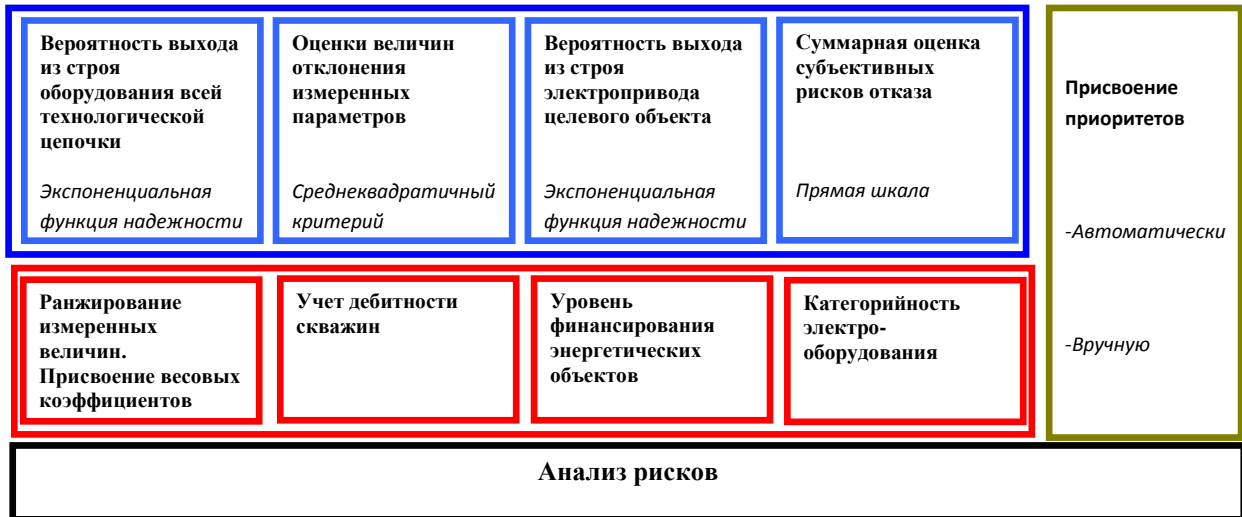 Вероятность выхода
из строя
оборудования всей
технологической
цепочки
Экспоненциальная
функция надежности
Оценки величин
отклонения
измеренных
параметров
Среднеквадратичный
критерий
Вероятность выхода
из строя
электропривода
целевого объекта
Экспоненциальная
функция надежности
Суммарная оценка
субъективных
рисков отказа
Прямая шкала
Присвоение
приоритетов
-Автоматически
-Вручную
Ранжирование
измеренных
величин.
Присвоение весовых
коэффициентов
Учет дебитности
скважин
Уровень
финансирования
энергетических
объектов
Категорийность
электро-
оборудования
Анализ рисков